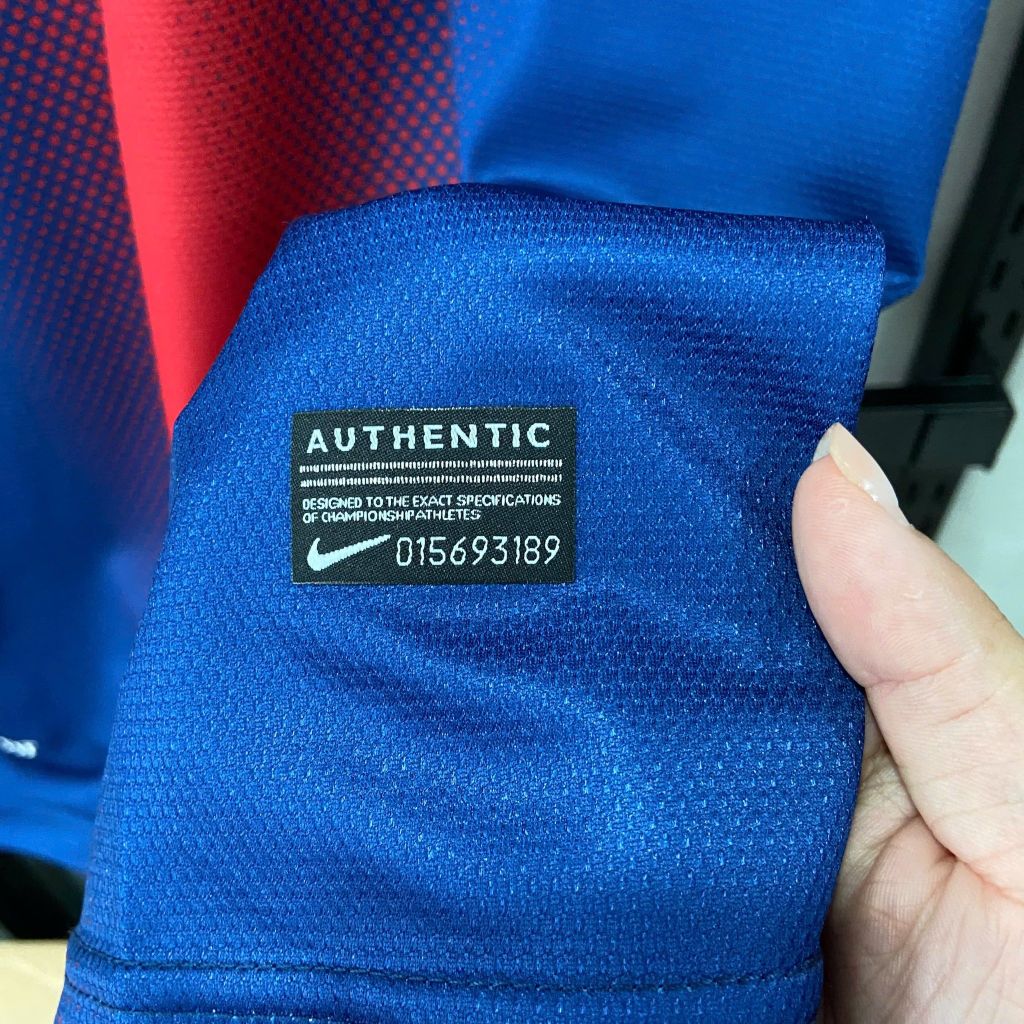 AUTHENTIC
DESIGNED TO THE EXACT SPECIFICATIONS
OF CHAMPIONSHIP ATHLETES
015693189